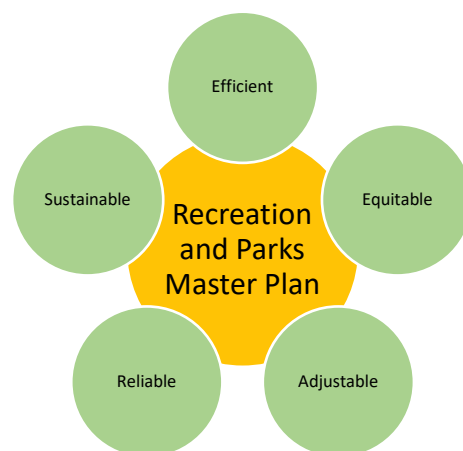 Efficient
Sustainable
Equitable
Recreation
and Parks
Master Plan
Reliable
Adjustable